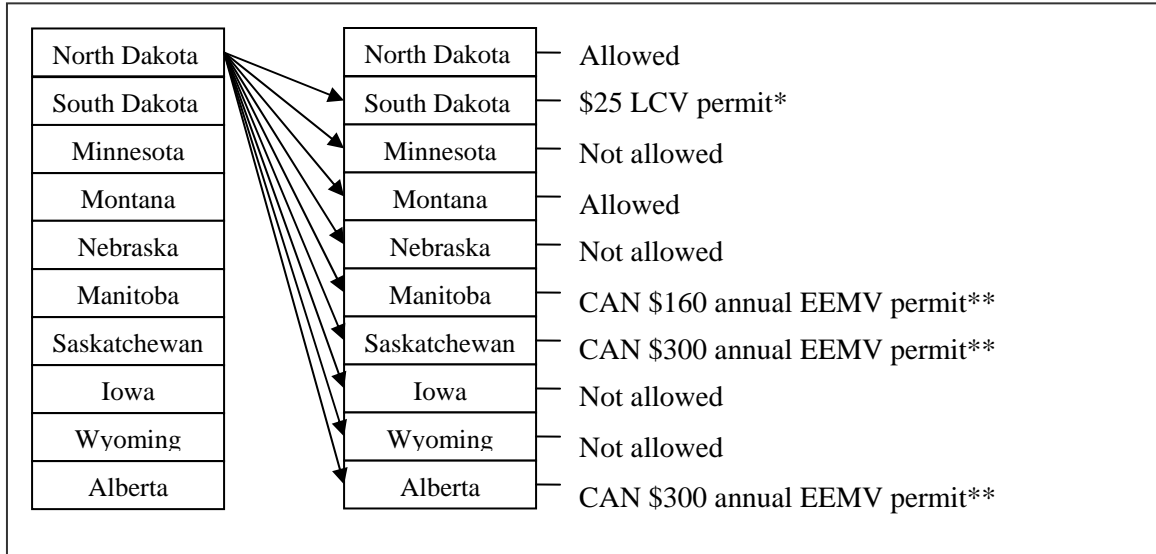 North Dakota North Dakota Allowed
South Dakota South Dakota $25 LCV permit*
Minnesota Minnesota Not allowed
Montana Montana Allowed
Nebraska Nebraska Not allowed
Manitoba Manitoba CAN $160 annual EEMV permit**
Saskatchewan Saskatchewan CAN $300 annual EEMV permit**
Iowa Iowa Not allowed
Wyoming Wyoming Not allowed
Alberta Alberta CAN $300 annual EEMV permit**